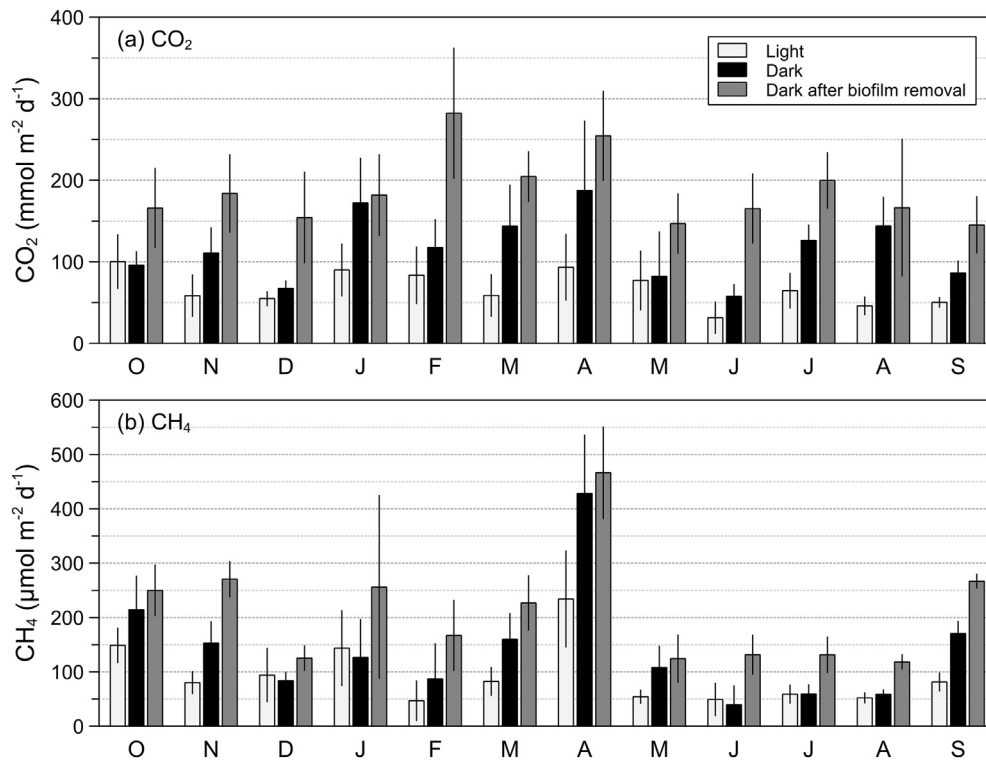 (a) CO₂
Light
Dark
Dark after biofilm removal
CO₂ (mmol m⁻² d⁻¹)
400
300
200
100
0
O N D J F M A M J J A S
(b) CH₄
CH₄ (µmol m⁻² d⁻¹)
600
500
400
300
200
100
0
O N D J F M A M J J A S